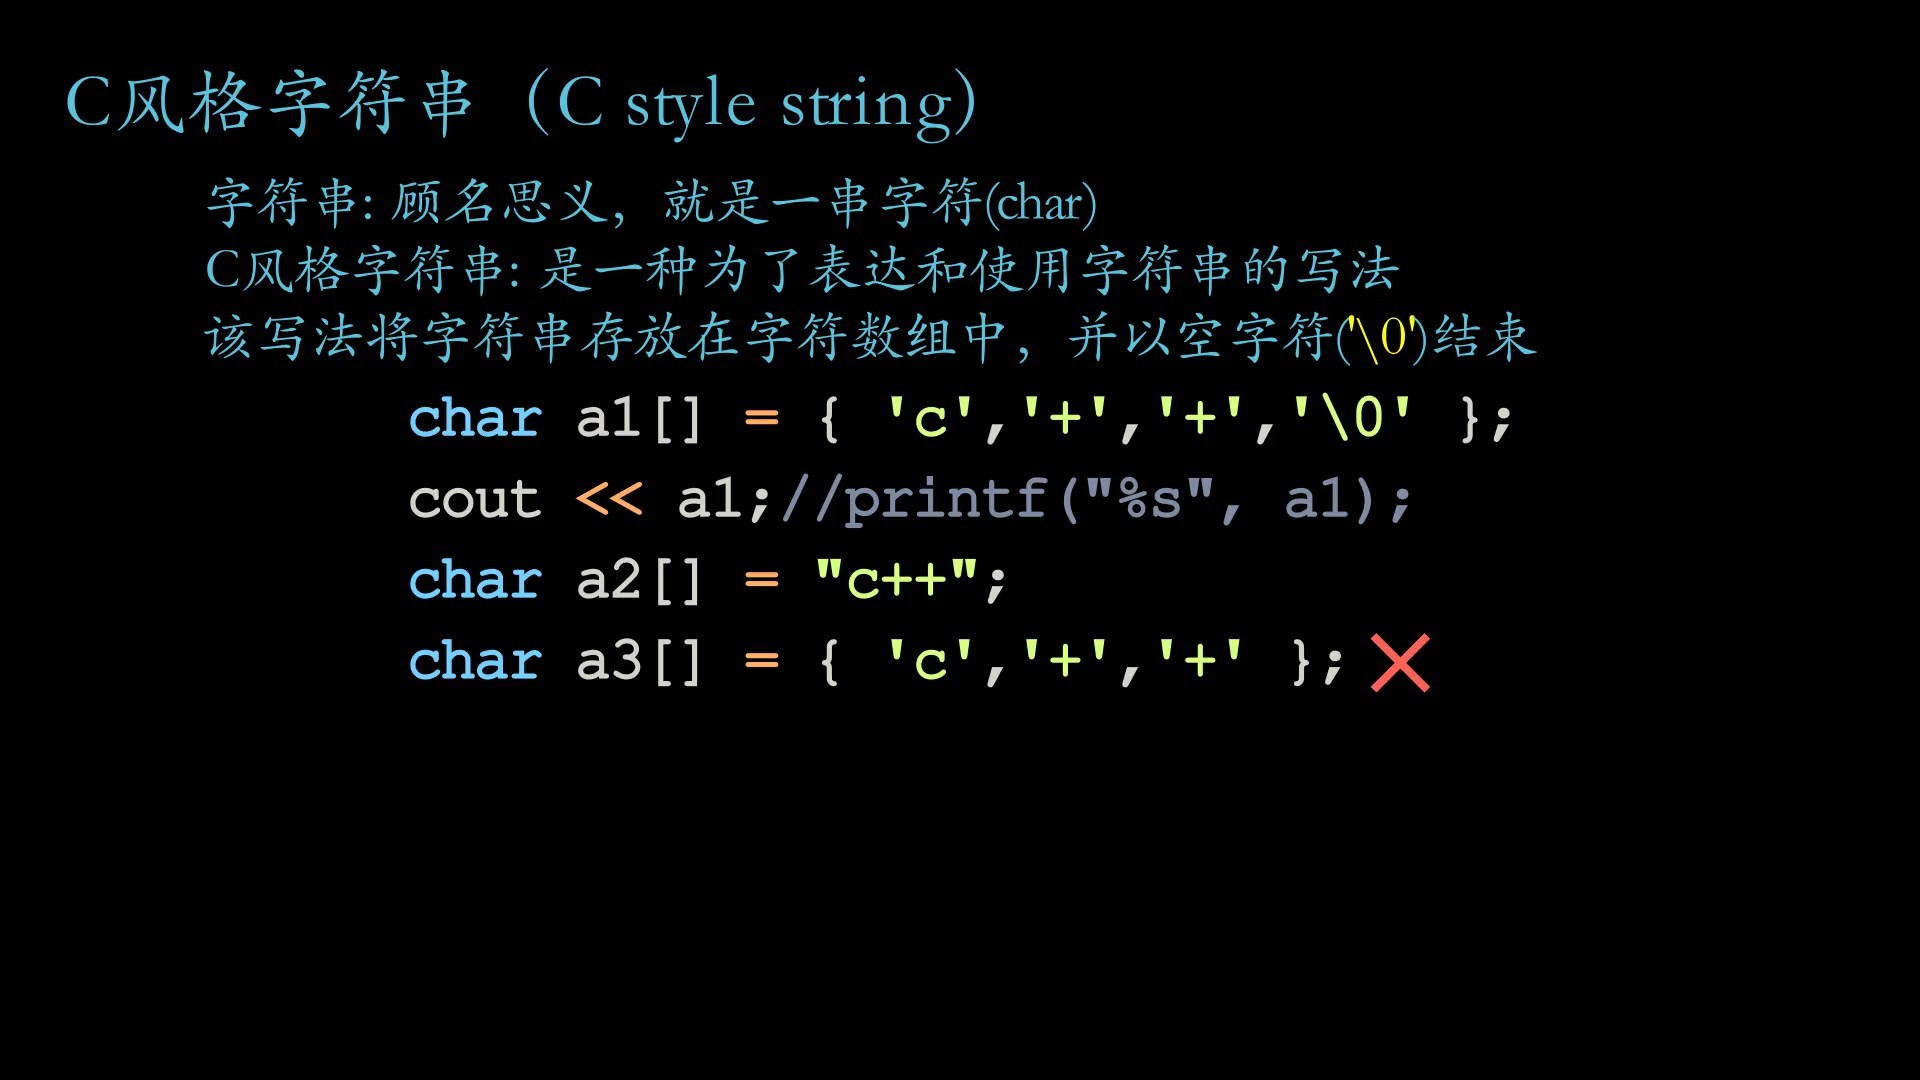 C风格字符串（C style string）
字符串: 顾名思义，就是一串字符(char)
C风格字符串: 是一种为了表达和使用字符串的写法
该写法将字符串存放在字符数组中，并以空字符('\0')结束
char a1[] = { 'c','+','+','\0' };
cout << a1;//printf("%s", a1);
char a2[] = "c++";
char a3[] = { 'c','+','+' };